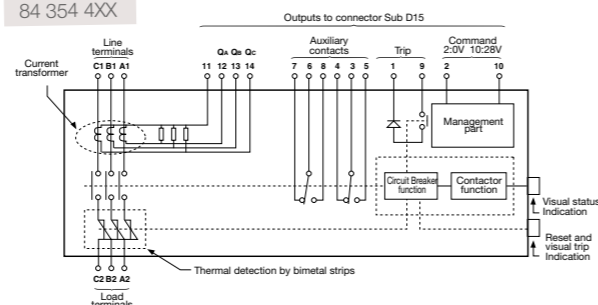 84 354 4XX
Outputs to connector Sub D15
Line
terminals
C1 B1 A1
Current
transformer
QA QB QC
11 12 13 14
Auxiliary
contacts
7 6 8 4 3 5
Trip
1 9
Command
2:0V 10:28V
2 10
Management
part
Circuit Breaker
function
Contactor
function
Visual status
Indication
Reset and
visual trip
Indication
Thermal detection by bimetal strips
C2 B2 A2
Load
terminals